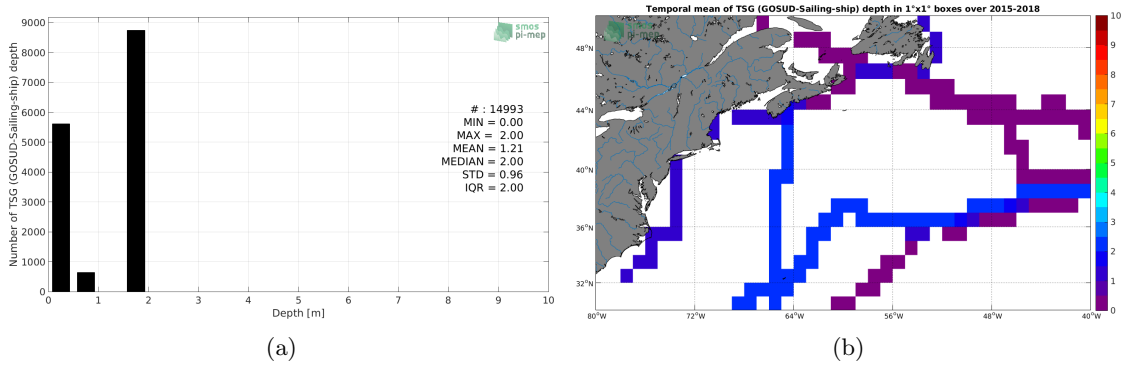 9000
8000
7000
6000
5000
4000
3000
2000
1000
0
Number of TSG (GOSUD-Sailing-ship) depth
0 1 2 3 4 5 6 7 8 9 10
Depth [m]
smos
pi-mep
# : 14993
MIN = 0.00
MAX = 2.00
MEAN = 1.21
MEDIAN = 2.00
STD = 0.96
IQR = 2.00
(a)
Temporal mean of TSG (GOSUD-Sailing-ship) depth in 1°x1° boxes over 2015-2018
smos
pi-mep
48°N
44°N
40°N
36°N
32°N
80°W 72°W 64°W 56°W 48°W 40°W
10
9
8
7
6
5
4
3
2
1
0
(b)